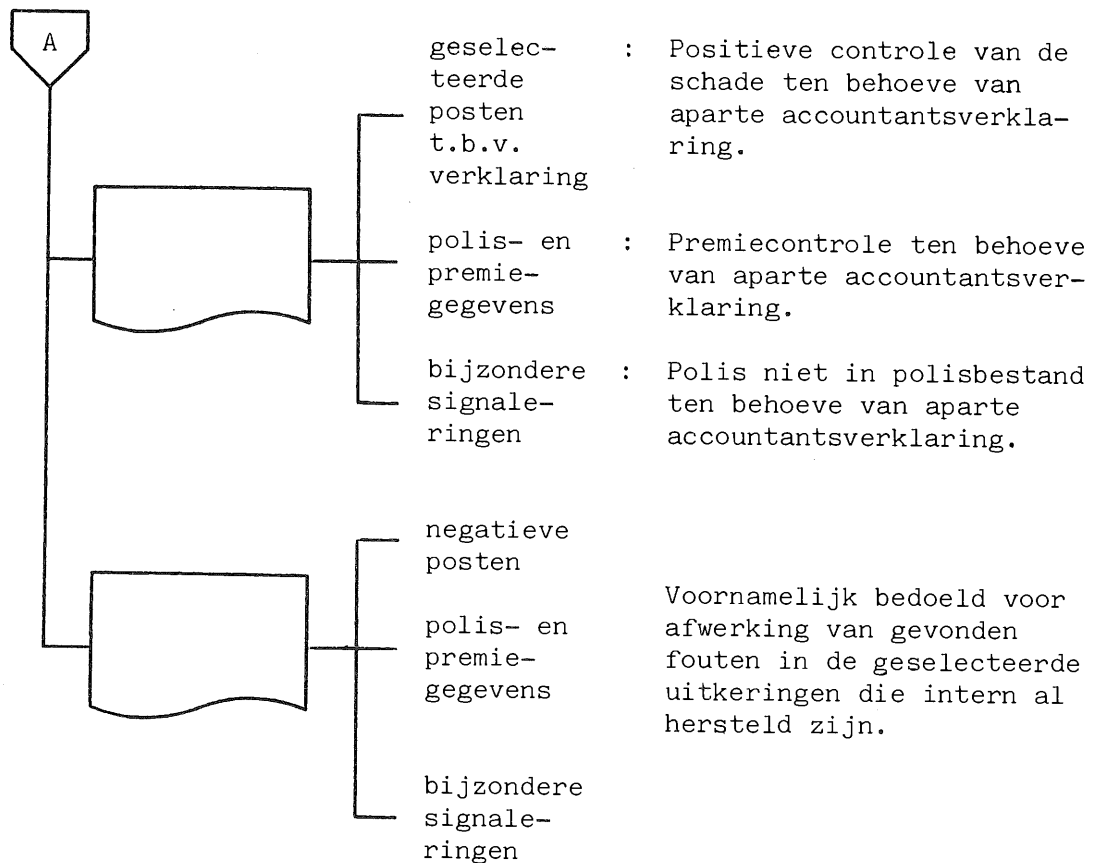 A
geselec-
teerde
posten
t.b.v.
verklaring
: Positieve controle van de
schade ten behoeve van
aparte accountantsverkla-
ring.
polis- en
premie-
gegevens
: Premiecontrole ten behoeve
van aparte accountantsver-
klaring.
bijzondere
signale-
ringen
: Polis niet in polisbestand
ten behoeve van aparte
accountantsverklaring.
negatieve
posten
polis- en
premie-
gegevens
Voornamelijk bedoeld voor
afwerking van gevonden
fouten in de geselecteerde
uitkeringen die intern al
hersteld zijn.
bijzondere
signale-
ringen